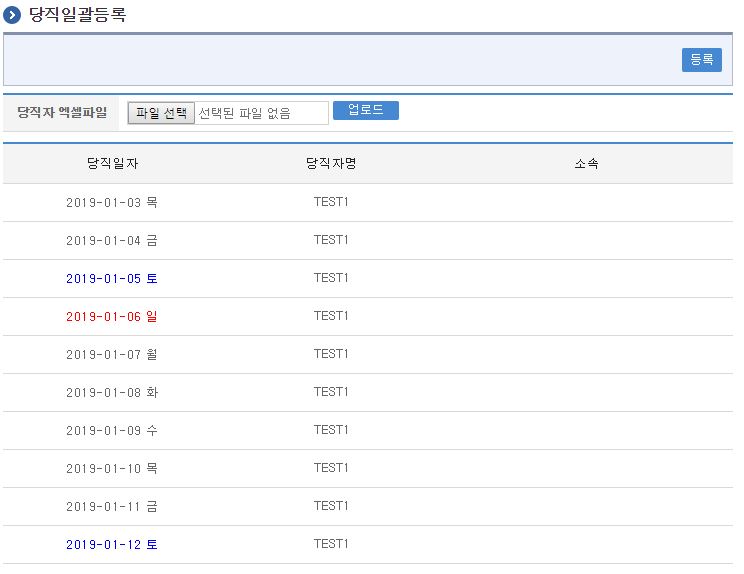 당직일괄등록
등록
당직자 엑셀파일 파일 선택 선택된 파일 없음 업로드
당직일자 당직자명 소속
2019-01-03 목 TEST1
2019-01-04 금 TEST1
2019-01-05 토 TEST1
2019-01-06 일 TEST1
2019-01-07 월 TEST1
2019-01-08 화 TEST1
2019-01-09 수 TEST1
2019-01-10 목 TEST1
2019-01-11 금 TEST1
2019-01-12 토 TEST1